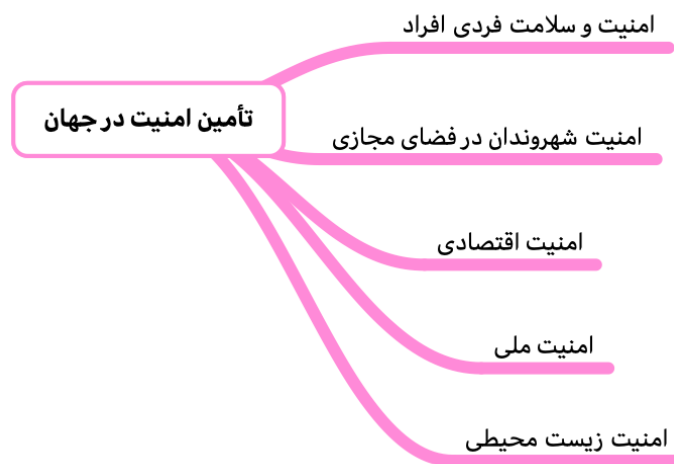 تأمین امنیت در جهان
امنیت و سلامت فردی افراد
امنیت شهروندان در فضای مجازی
امنیت اقتصادی
امنیت ملی
امنیت زیست محیطی